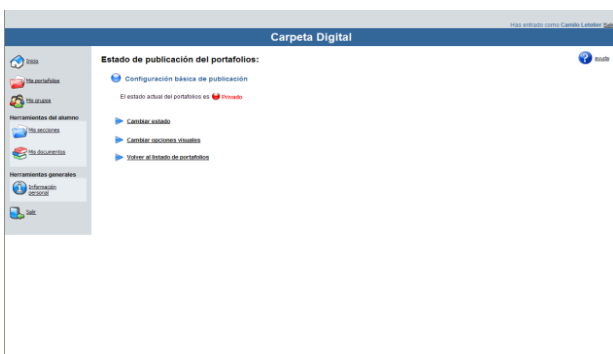 Has entrado como Camilo Letelier Salir
Carpeta Digital
Inicio
Mis portafolios
Mis grupos
Herramientas del alumno
Mis secciones
Mis documentos
Herramientas generales
Información
personal
Salir
Estado de publicación del portafolios:
ayuda
Configuración básica de publicación
El estado actual del portafolios es Privado
Cambiar estado
Cambiar opciones visuales
Volver al listado de portafolios